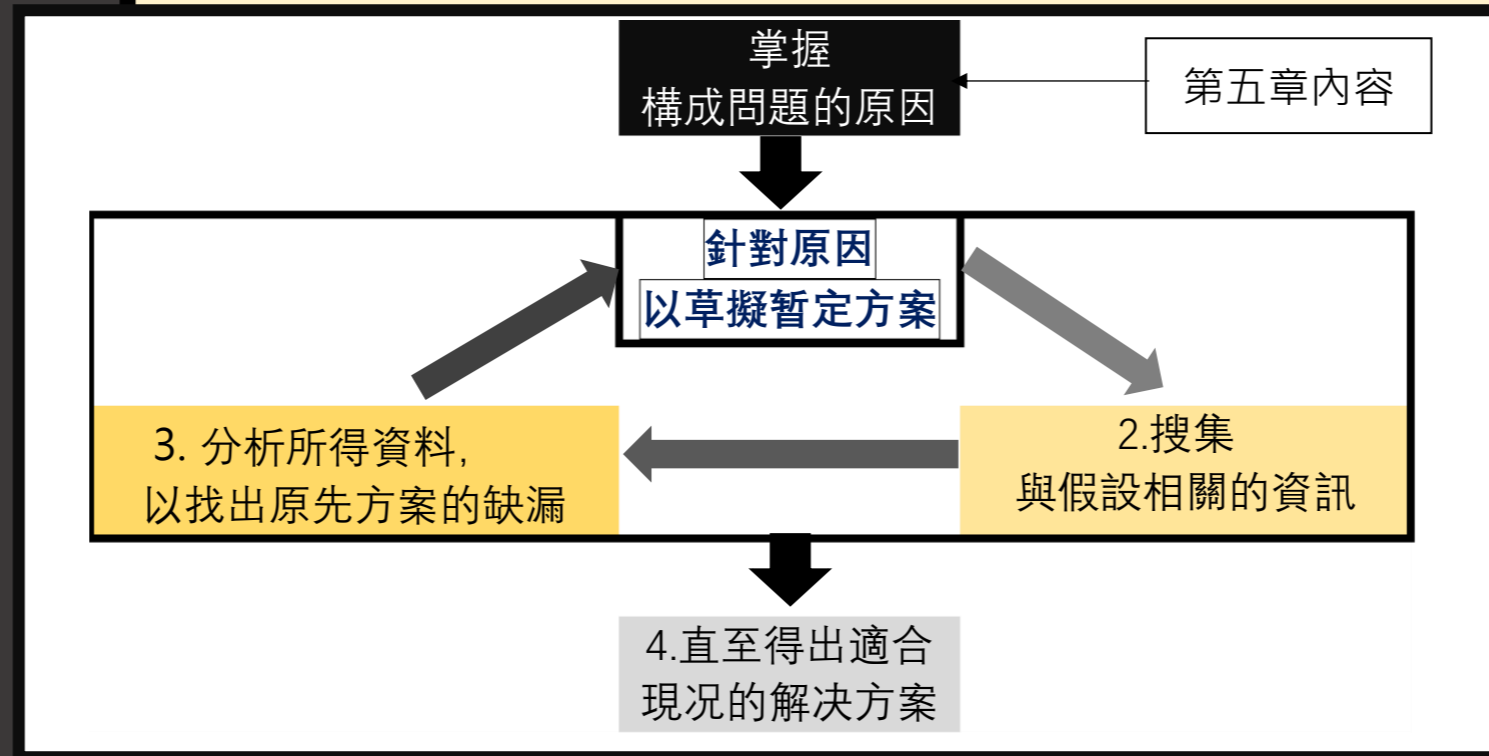 掌握
構成問題的原因
第五章內容
針對原因
以草擬暫定方案
2.搜集
與假設相關的資訊
3. 分析所得資料,
以找出原先方案的缺漏
4.直至得出適合
現況的解决方案